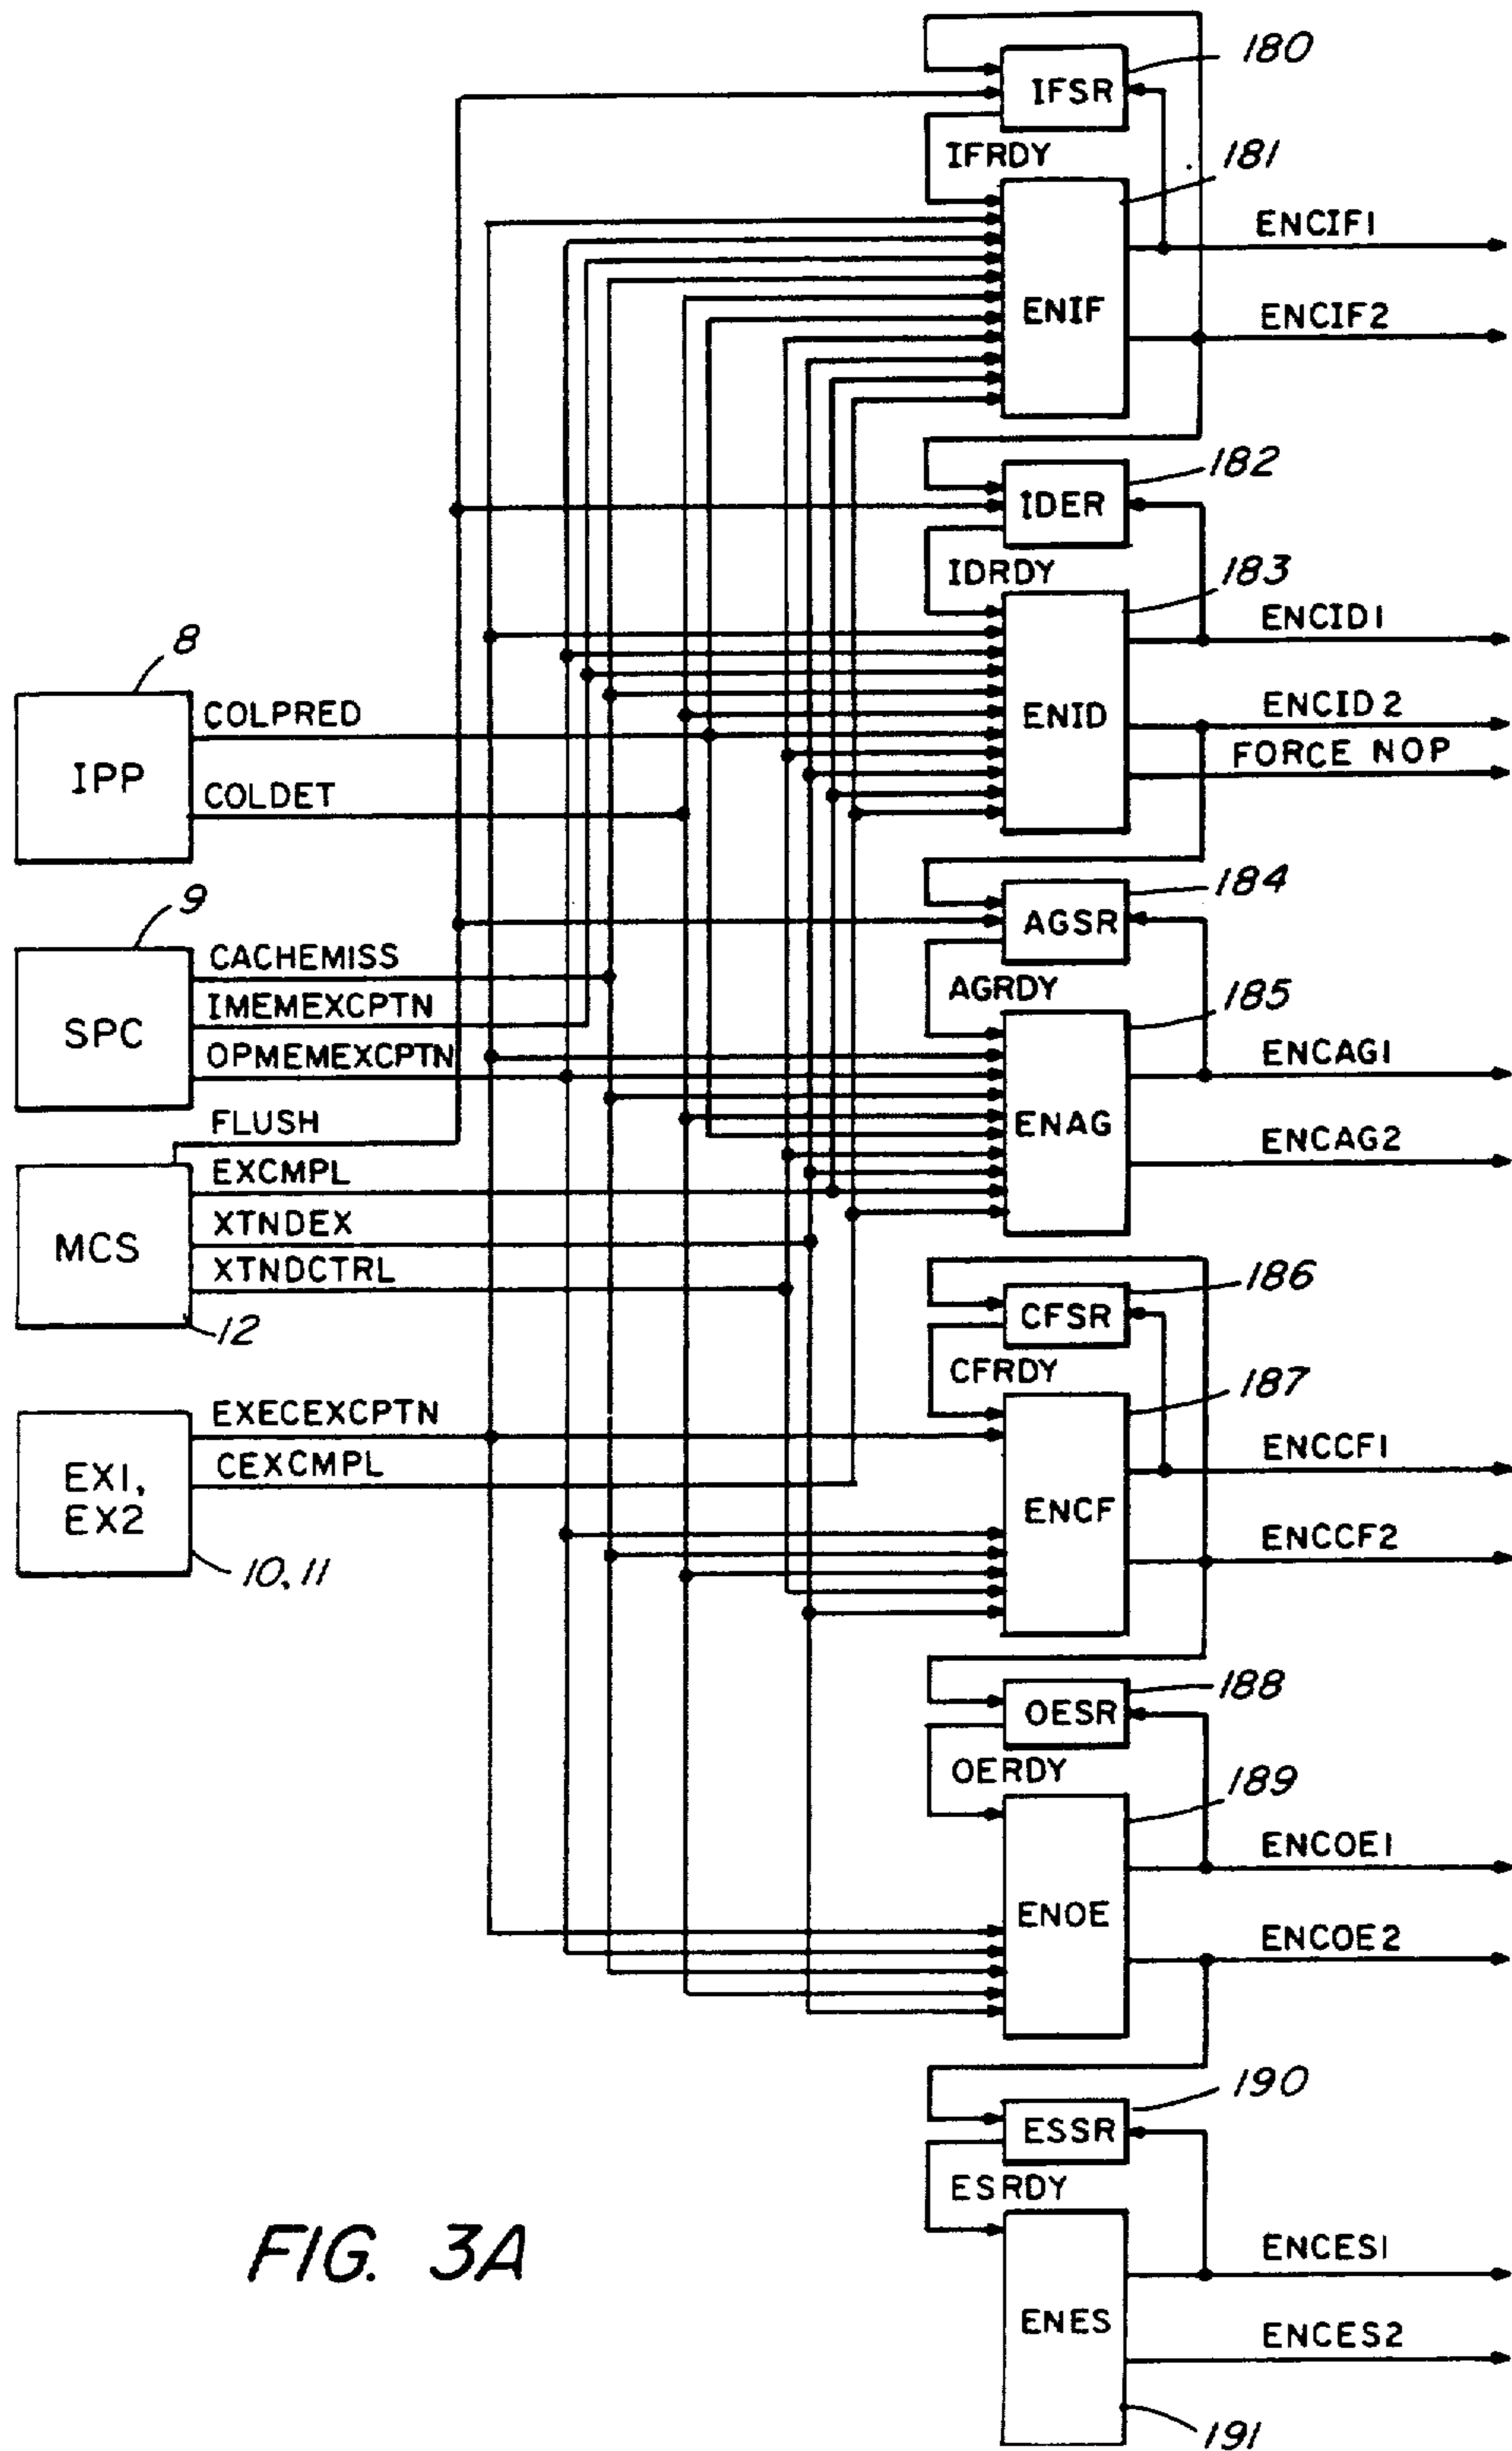 180
IFSR
IFRDY
181
ENCIF1
ENIF
ENCIF2
182
IDER
IDRDY
183
ENCID1
8
COLPRED
ENID
ENCID2
FORCE NOP
IPP
COLDET
184
9
AGSR
CACHEMISS
AGRDY
185
IMEMEXCPTN
SPC
OPMEMEXCPTN
ENCAG1
FLUSH
ENAG
ENCAG2
EXCMPL
XTNDEX
MCS
XTNDCTRL
186
12
CFSR
CFRDY
187
EXECEXCPTN
ENCCF1
CEXCMPL
EX1,
EX2
ENCF
ENCCF2
10,11
188
OESR
OERDY
189
ENCOE1
ENOE
ENCOE2
190
ESSR
ESRDY
FIG. 3A
ENCES1
ENES
ENCES2
191